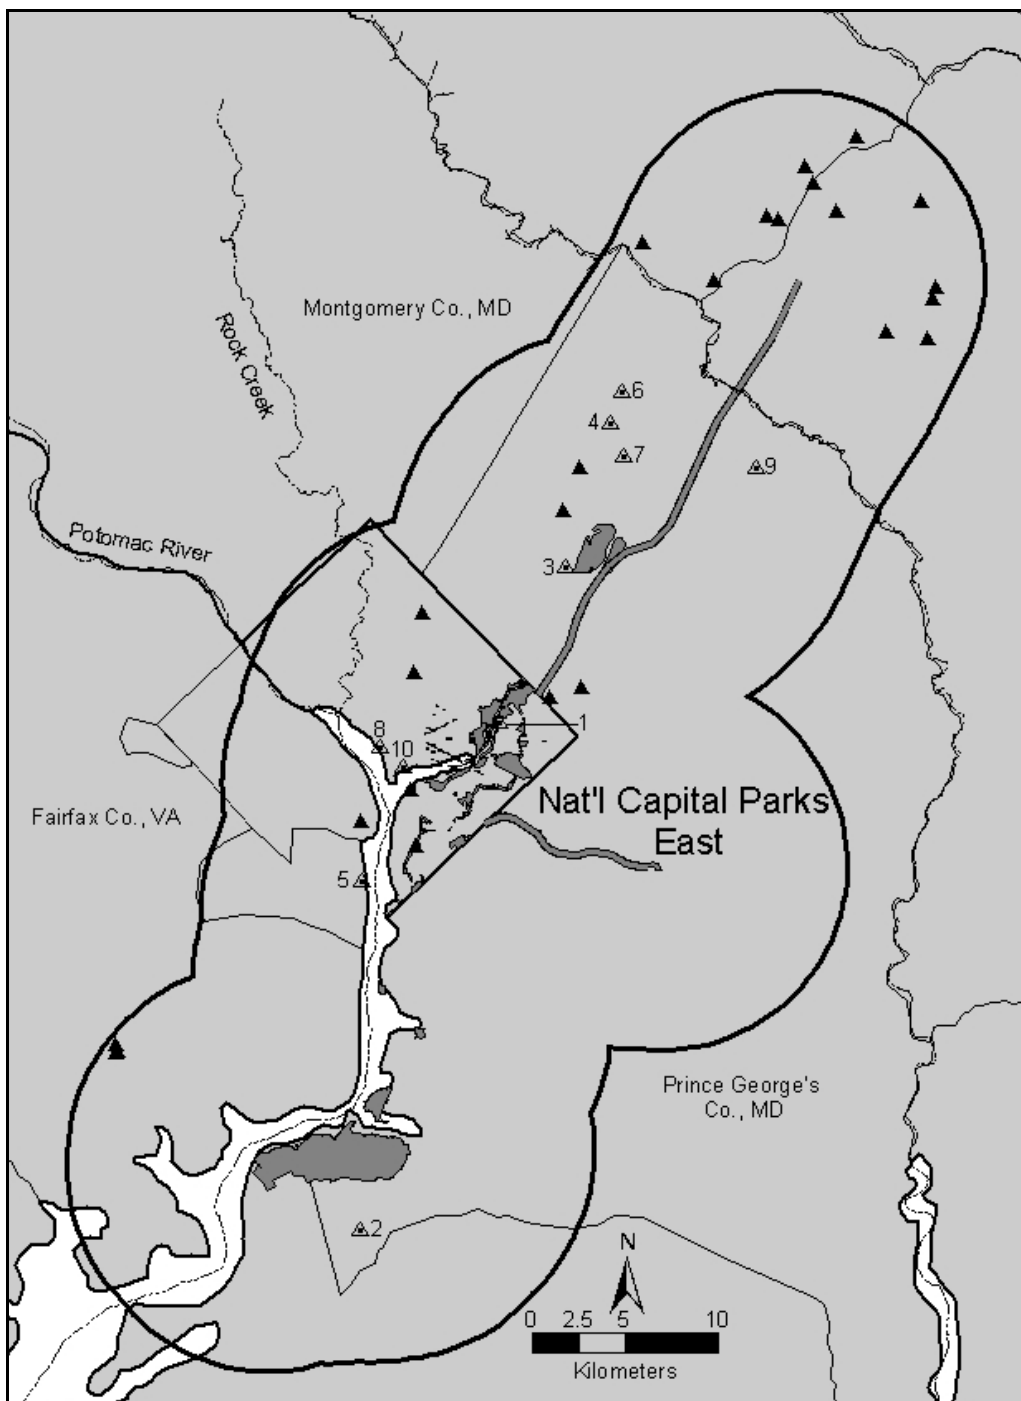 Montgomery Co., MD
Rock Creek
6
4
7
9
Potomac River
3
8
1
10
Nat'l Capital Parks
East
Fairfax Co., VA
5
Prince George's
Co., MD
2
N
0 2.5 5 10
Kilometers